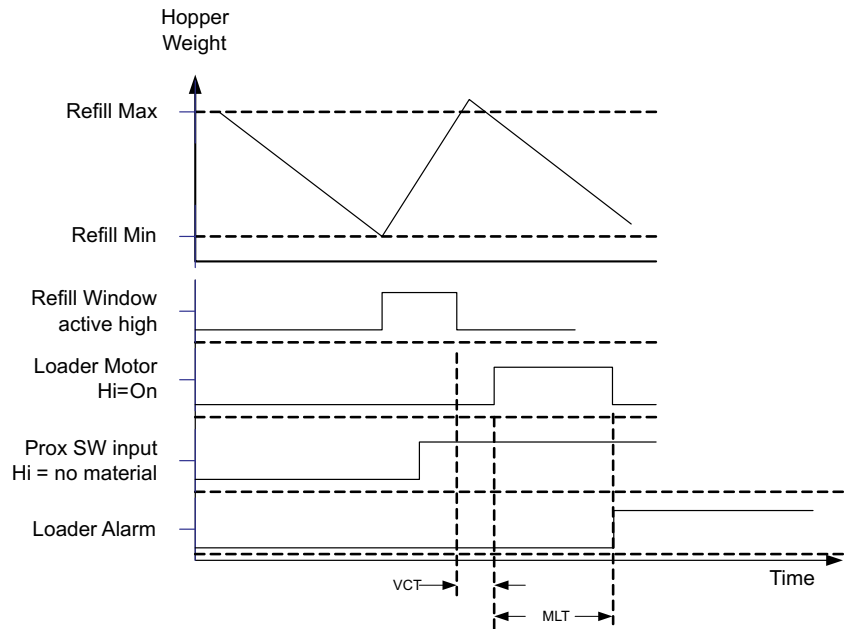 Hopper
Weight
Refill Max
Refill Min
Refill Window
active high
Loader Motor
Hi=On
Prox SW input
Hi = no material
Loader Alarm
Time
VCT
MLT